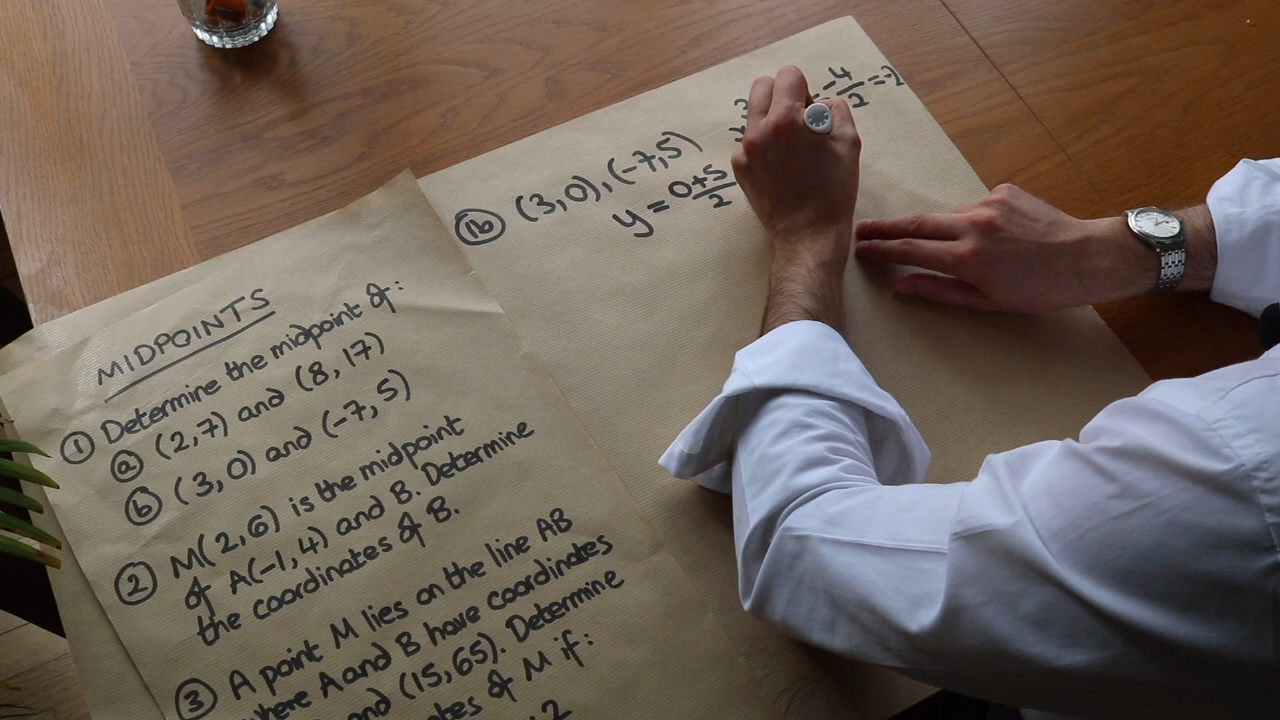 MIDPOINTS
① Determine the midpoint of:
ⓐ (2,7) and (8,17)
ⓑ (3,0) and (-7,5)
② M(2,6) is the midpoint
of A(-1,4) and B. Determine
the coordinates of B.
③ A point M lies on the line AB
where A and B have coordinates
and (15,65). Determine
of M if:
1b (3,0),(-7,5)
-4/2 = -2
y = 0+5/2